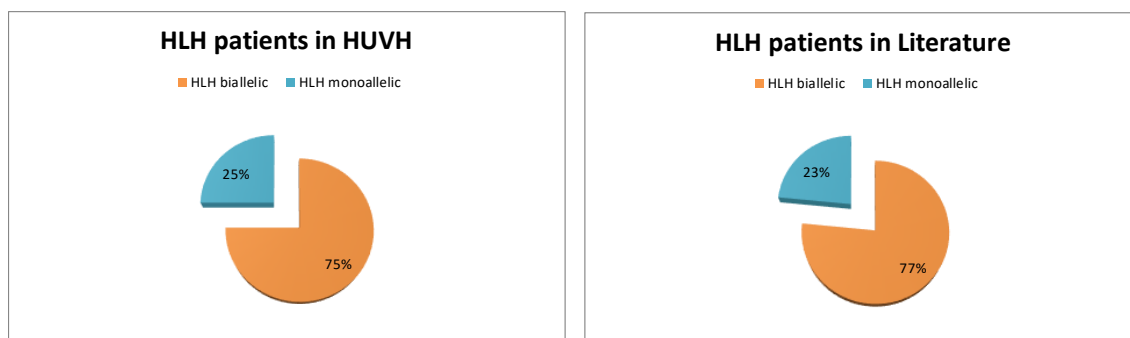 HLH patients in HUVH
HLH biallelic HLH monoallelic
25%
75%
HLH patients in Literature
HLH biallelic HLH monoallelic
23%
77%